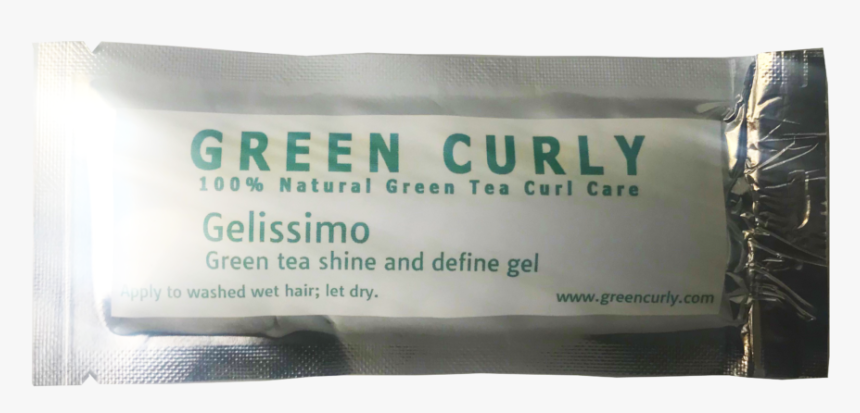 GREEN CURLY
100% Natural Green Tea Curl Care
Gelissimo
Green tea shine and define gel
Apply to washed wet hair; let dry.
www.greencurly.com